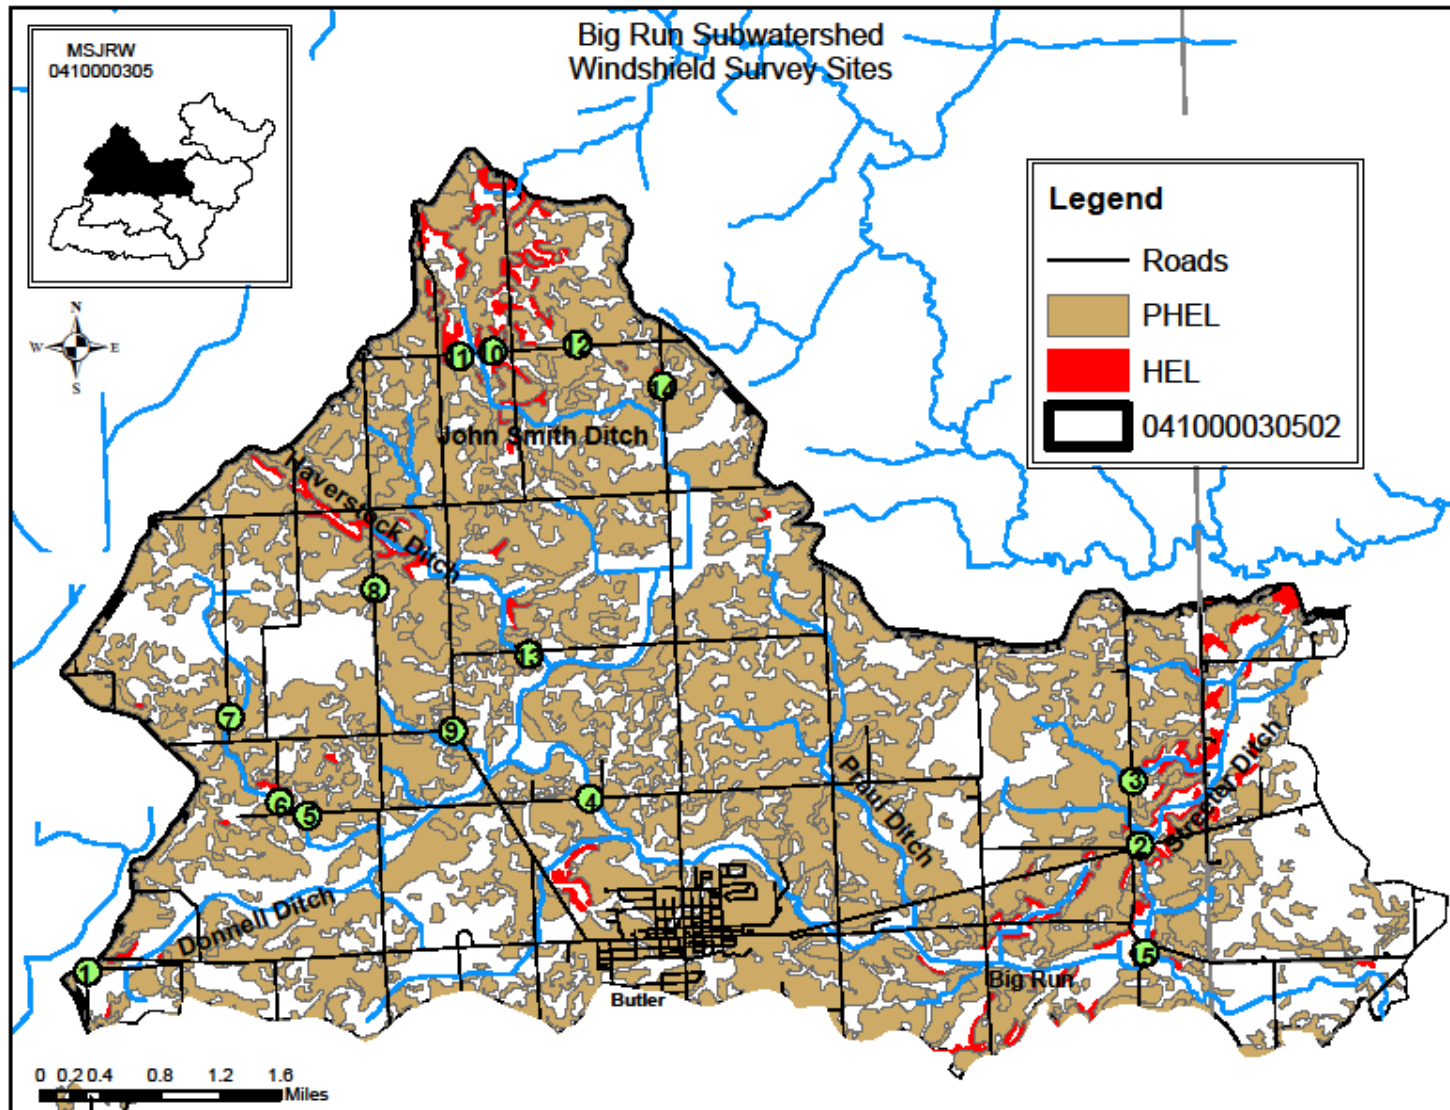 Big Run Subwatershed
Windshield Survey Sites
MSJRW
0410000305
N
W
E
S
Legend
Roads
PHEL
HEL
041000030502
11
10
12
14
John Smith Ditch
Haverstock Ditch
8
13
7
9
3
6
5
4
Praul Ditch
Streeter Ditch
2
Donnell Ditch
1
15
Big Run
Butler
0 0.2 0.4 0.8 1.2 1.6
Miles